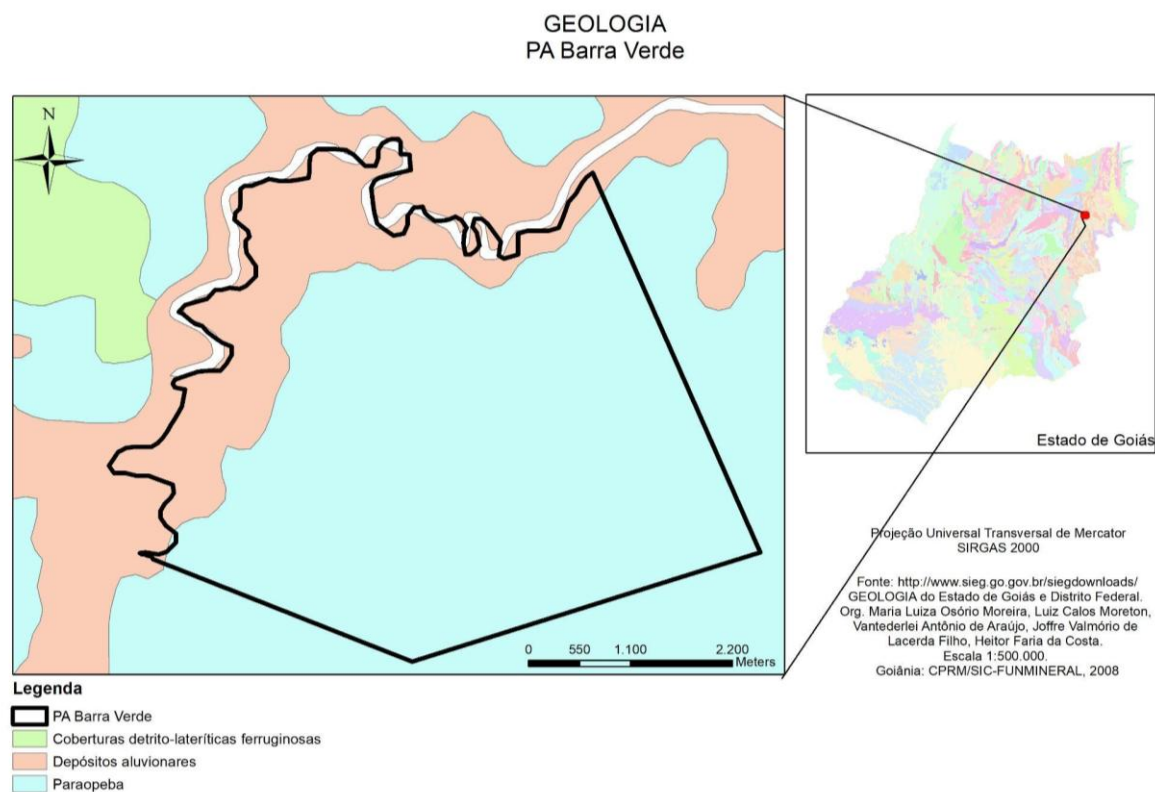 GEOLOGIA
PA Barra Verde
N
Estado de Goiás
0 550 1.100 2.200
Meters
Projeção Universal Transversal de Mercator
SIRGAS 2000
Fonte: http://www.sieg.go.gov.br/siegdownloads/
GEOLOGIA do Estado de Goiás e Distrito Federal.
Org. Maria Luiza Osório Moreira, Luiz Calos Moreton,
Vantederlei Antônio de Araújo, Joffre Valmório de
Lacerda Filho, Heitor Faria da Costa.
Escala 1:500.000.
Goiânia: CPRM/SIC-FUNMINERAL, 2008
Legenda
PA Barra Verde
Coberturas detrito-lateríticas ferruginosas
Depósitos aluvionares
Paraopeba